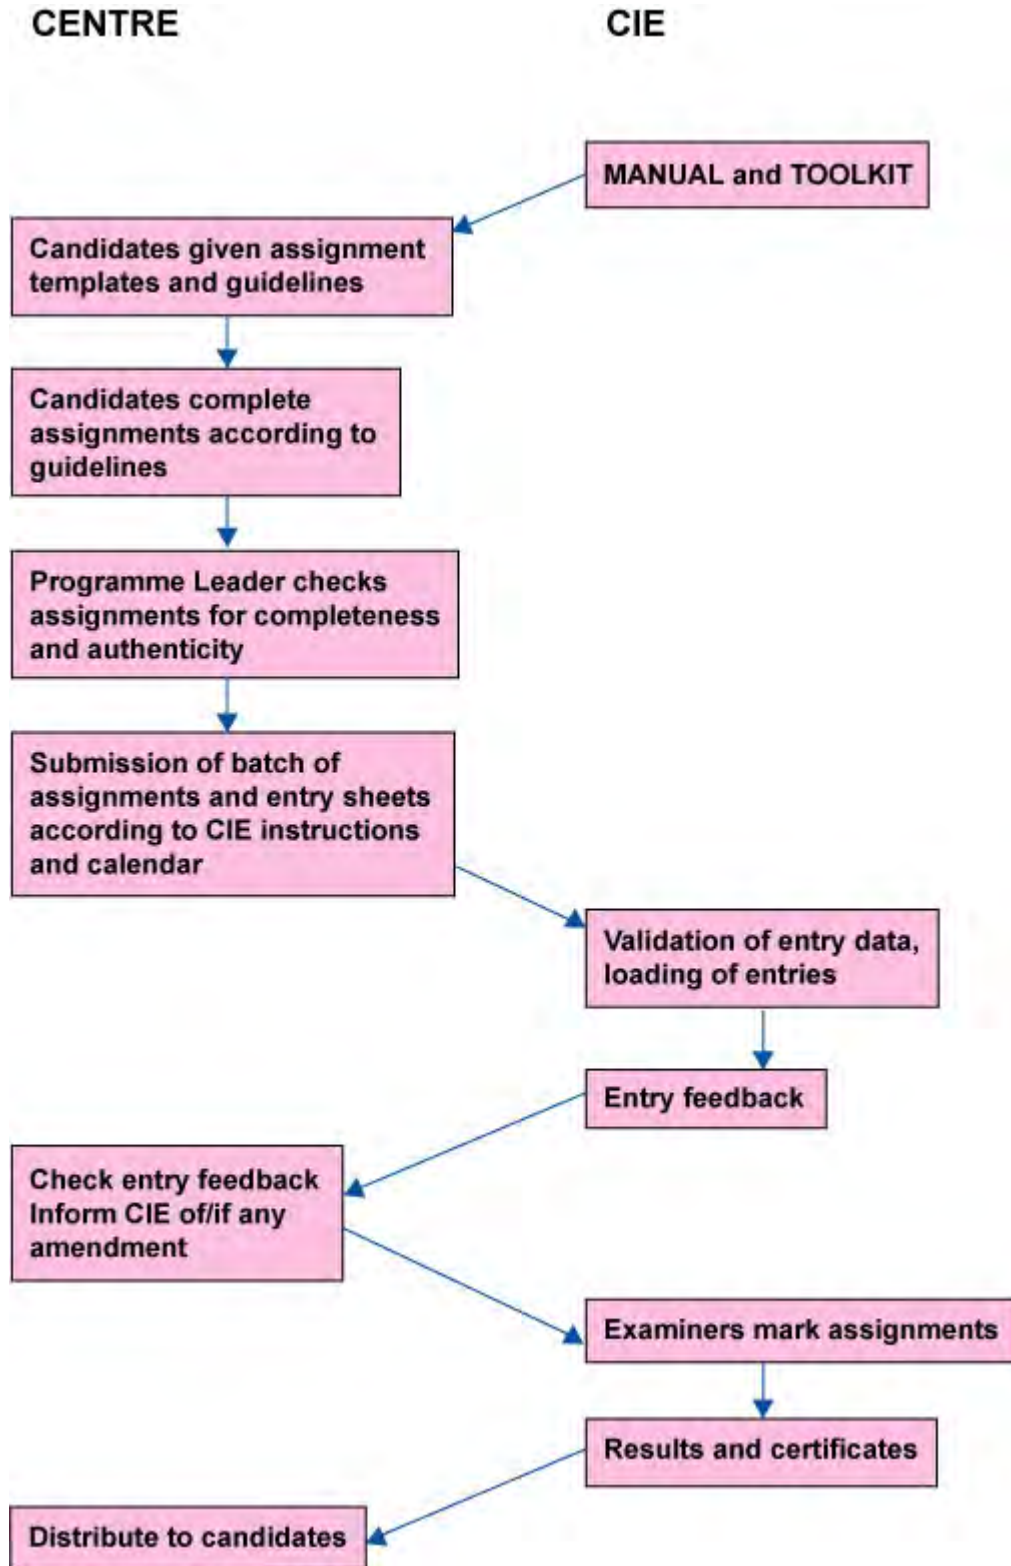 CENTRE
CIE
MANUAL and TOOLKIT
Candidates given assignment
templates and guidelines
Candidates complete
assignments according to
guidelines
Programme Leader checks
assignments for completeness
and authenticity
Submission of batch of
assignments and entry sheets
according to CIE instructions
and calendar
Validation of entry data,
loading of entries
Entry feedback
Check entry feedback
Inform CIE of/if any
amendment
Examiners mark assignments
Results and certificates
Distribute to candidates